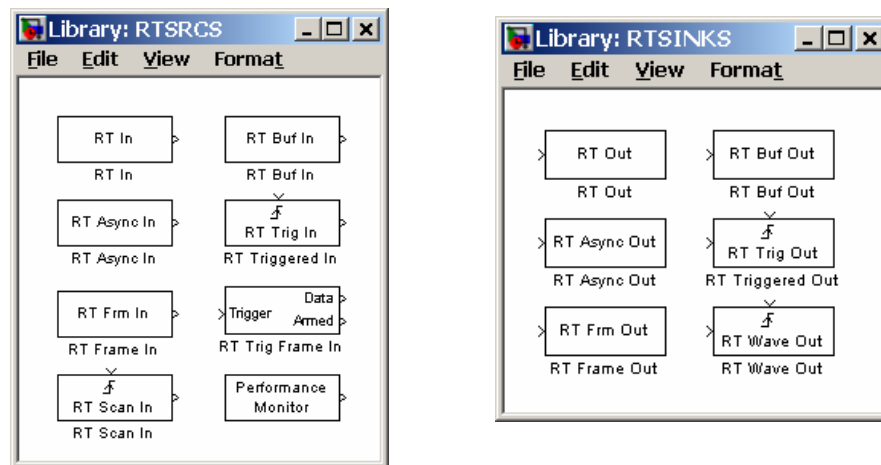 Library: RTSRCS
File Edit View Format
RT In
RT In
RT Buf In
RT Buf In
RT Async In
RT Async In
RT Trig In
RT Triggered In
RT Frm In
RT Frame In
Trigger Data
Armed
RT Trig Frame In
RT Scan In
RT Scan In
Performance
Monitor
Library: RTSINKS
File Edit View Format
RT Out
RT Out
RT Buf Out
RT Buf Out
RT Async Out
RT Async Out
RT Trig Out
RT Triggered Out
RT Frm Out
RT Frame Out
RT Wave Out
RT Wave Out